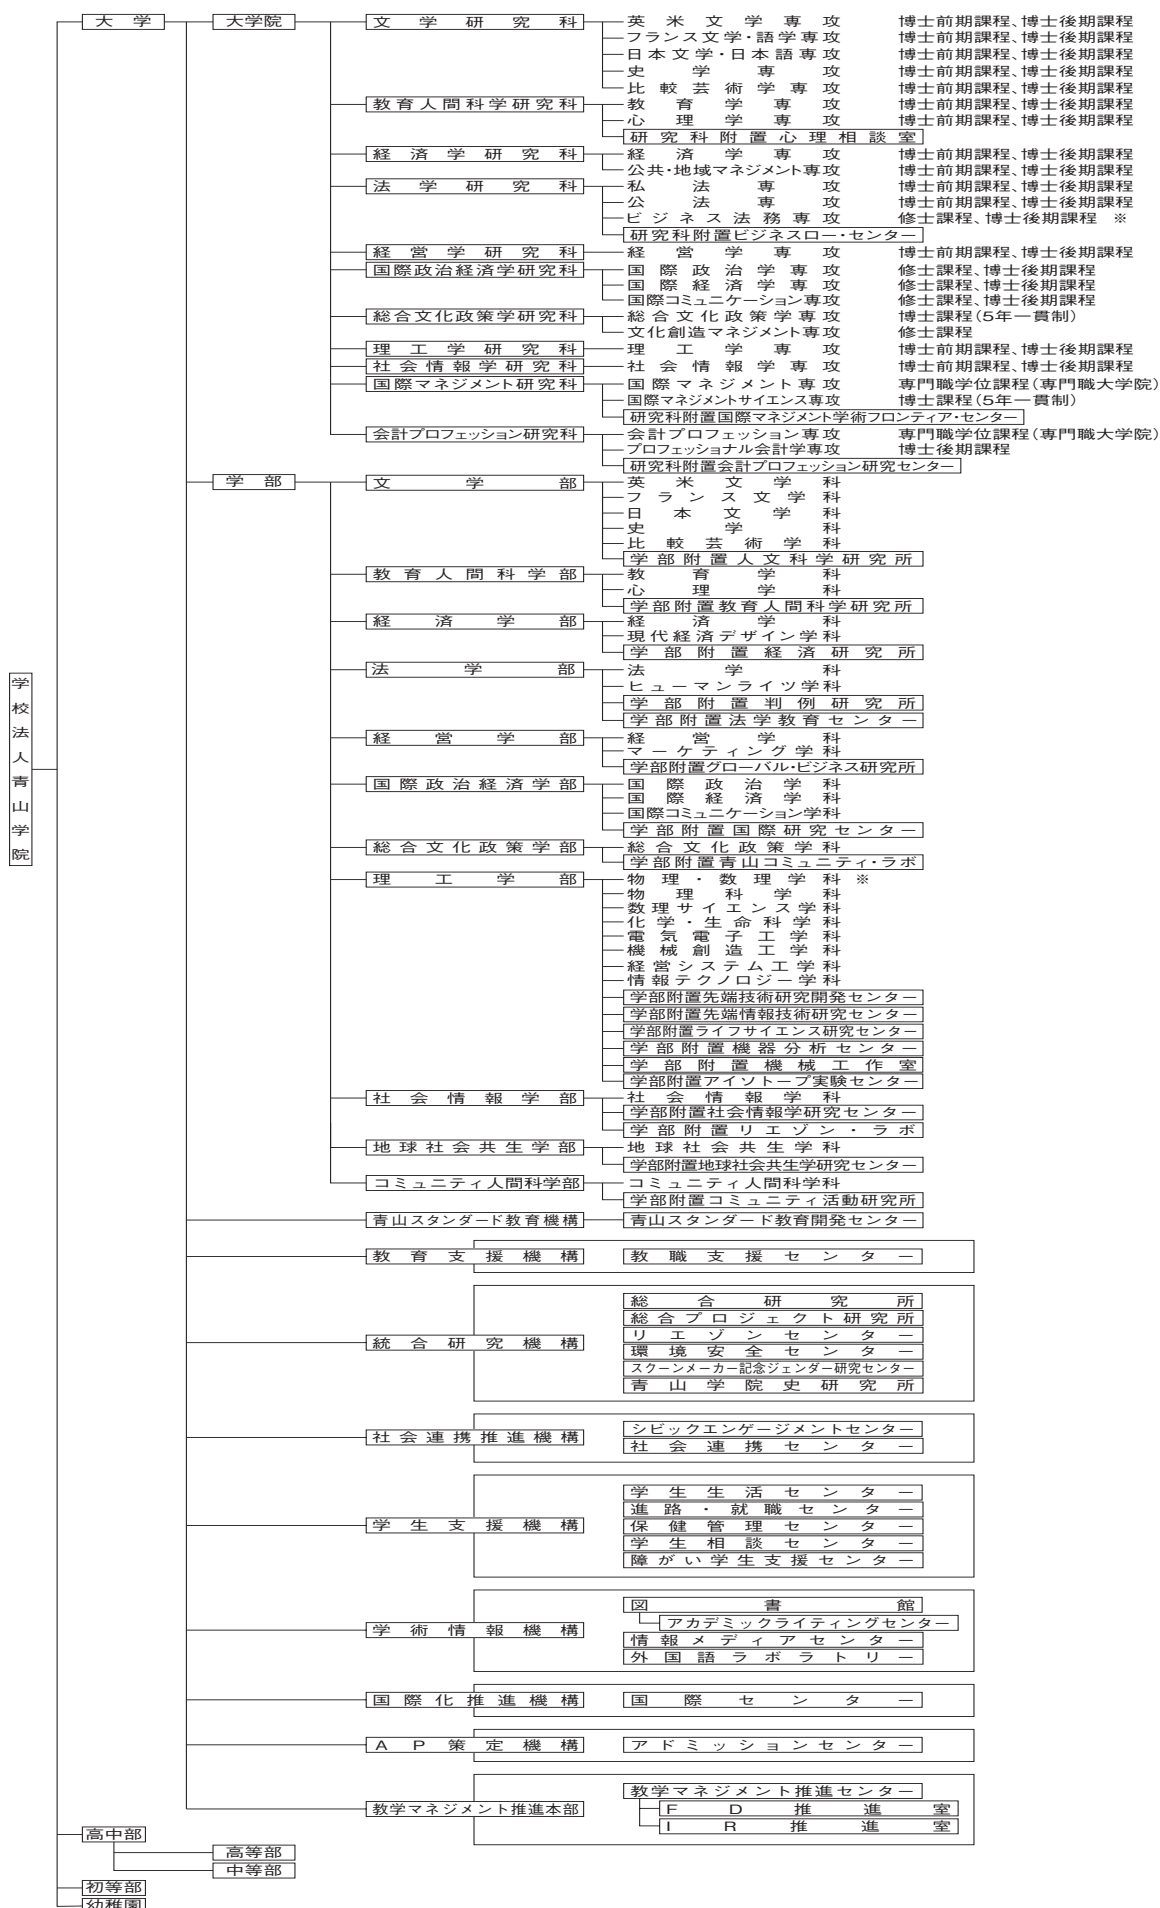 大学 大学院 文学研究科 英米文学専攻 博士前期課程、博士後期課程
フランス文学・語学専攻 博士前期課程、博士後期課程
日本文学・日本語専攻 博士前期課程、博士後期課程
史学専攻 博士前期課程、博士後期課程
比較芸術学専攻 博士前期課程、博士後期課程
教育人間科学研究科 教育学専攻 博士前期課程、博士後期課程
心理学専攻 博士前期課程、博士後期課程
研究科附置心理相談室
経済学研究科 経済学専攻 博士前期課程、博士後期課程
公共・地域マネジメント専攻 博士前期課程、博士後期課程
法学研究科 私法専攻 博士前期課程、博士後期課程
公法専攻 博士前期課程、博士後期課程
ビジネス法務専攻 修士課程、博士後期課程 ※
研究科附置ビジネスロー・センター
経営学研究科 経営学専攻 博士前期課程、博士後期課程
国際政治経済学研究科 国際政治学専攻 修士課程、博士後期課程
国際経済学専攻 修士課程、博士後期課程
国際コミュニケーション専攻 修士課程、博士後期課程
総合文化政策学研究科 総合文化政策学専攻 博士課程(5年一貫制)
文化創造マネジメント専攻 修士課程
理工学研究科 理工学専攻 博士前期課程、博士後期課程
社会情報学研究科 社会情報学専攻 博士前期課程、博士後期課程
国際マネジメント研究科 国際マネジメント専攻 専門職学位課程(専門職大学院)
国際マネジメントサイエンス専攻 博士課程(5年一貫制)
研究科附置国際マネジメント学術フロンティア・センター
会計プロフェッション研究科 会計プロフェッション専攻 専門職学位課程(専門職大学院)
プロフェッショナル会計学専攻 博士後期課程
研究科附置会計プロフェッション研究センター
学部 文学部 英米文学科
フランス文学科
日本文学科
史学科
比較芸術学科
学部附置人文科学研究所
教育人間科学部 教育学科
心理学科
学部附置教育人間科学研究所
経済学部 経済学科
現代経済デザイン学科
学部附置経済研究所
法学部 法学科
ヒューマンライツ学科
学部附置判例研究所
学部附置法学教育センター
経営学部 経営学科
マーケティング学科
学部附置グローバル・ビジネス研究所
国際政治経済学部 国際政治学科
国際経済学科
国際コミュニケーション学科
学部附置国際研究センター
総合文化政策学部 総合文化政策学科
学部附置青山コミュニティ・ラボ
理工学部 物理・数理学科 ※
物理科学科
数理サイエンス学科
化学・生命科学科
電気電子工学科
機械創造工学科
経営システム工学科
情報テクノロジー学科
学部附置先端技術研究開発センター
学部附置先端情報技術研究センター
学部附置ライフサイエンス研究センター
学部附置機器分析センター
学部附置機械工作室
学部附置アイソトープ実験センター
社会情報学部 社会情報学科
学部附置社会情報学研究センター
学部附置リエゾン・ラボ
地球社会共生学部 地球社会共生学科
学部附置地球社会共生学研究センター
コミュニティ人間科学部 コミュニティ人間科学科
学部附置コミュニティ活動研究所
青山スタンダード教育機構 青山スタンダード教育開発センター
教育支援機構 教職支援センター
学校法人青山学院
統合研究機構 総合研究所
総合プロジェクト研究所
リエゾンセンター
環境安全センター
スクーンメーカー記念ジェンダー研究センター
青山学院史研究所
社会連携推進機構 シビックエンゲージメントセンター
社会連携センター
学生支援機構 学生生活センター
進路・就職センター
保健管理センター
学生相談センター
障がい学生支援センター
学術情報機構 図書館
アカデミックライティングセンター
情報メディアセンター
外国語ラボラトリー
国際化推進機構 国際センター
AP策定機構 アドミッションセンター
教学マネジメント推進本部 教学マネジメント推進センター
FD推進室
IR推進室
高中部
高等部
中等部
初等部
幼稚園